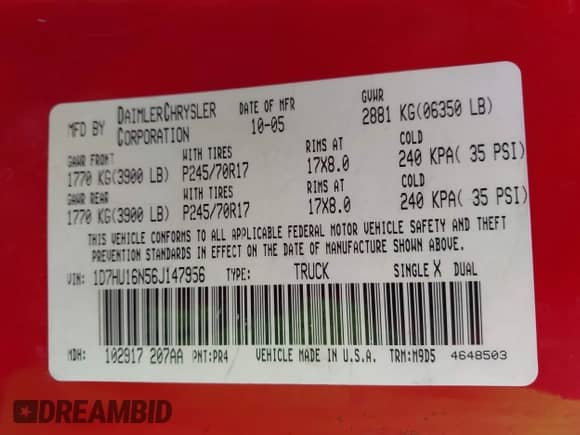 MFD BY DAIMLERCHRYSLER CORPORATION DATE OF MFR 10-05 GVWR 2881 KG(06350 LB)
GAWR FRONT WITH TIRES RIMS AT COLD
1770 KG(3900 LB) P245/70R17 17X8.0 240 KPA( 35 PSI)
GAWR REAR WITH TIRES RIMS AT COLD
1770 KG(3900 LB) P245/70R17 17X8.0 240 KPA( 35 PSI)
THIS VEHICLE CONFORMS TO ALL APPLICABLE FEDERAL MOTOR VEHICLE SAFETY AND THEFT
PREVENTION STANDARDS IN EFFECT ON THE DATE OF MANUFACTURE SHOWN ABOVE.
VIN: 1D7HU16N56J147956 TYPE: TRUCK SINGLE X DUAL
MDH: 102917 207AA PNT:PR4 VEHICLE MADE IN U.S.A. TRM:M9D5 4648503
DREAMBID